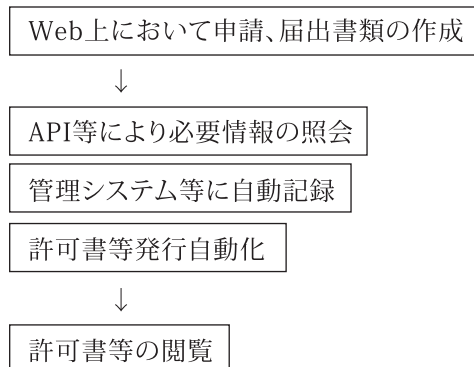 Web上において申請、届出書類の作成
↓
API等により必要情報の照会
管理システム等に自動記録
許可書等発行自動化
↓
許可書等の閲覧